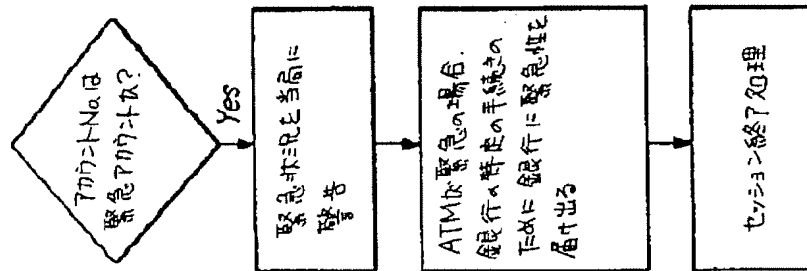 アカウントNo.は
緊急アカウントか?
Yes
緊急状況を当局に
警告
ATMが緊急の場合.
銀行の特定の手続きの
ために銀行に緊急性を
届け出る
セッション終了処理